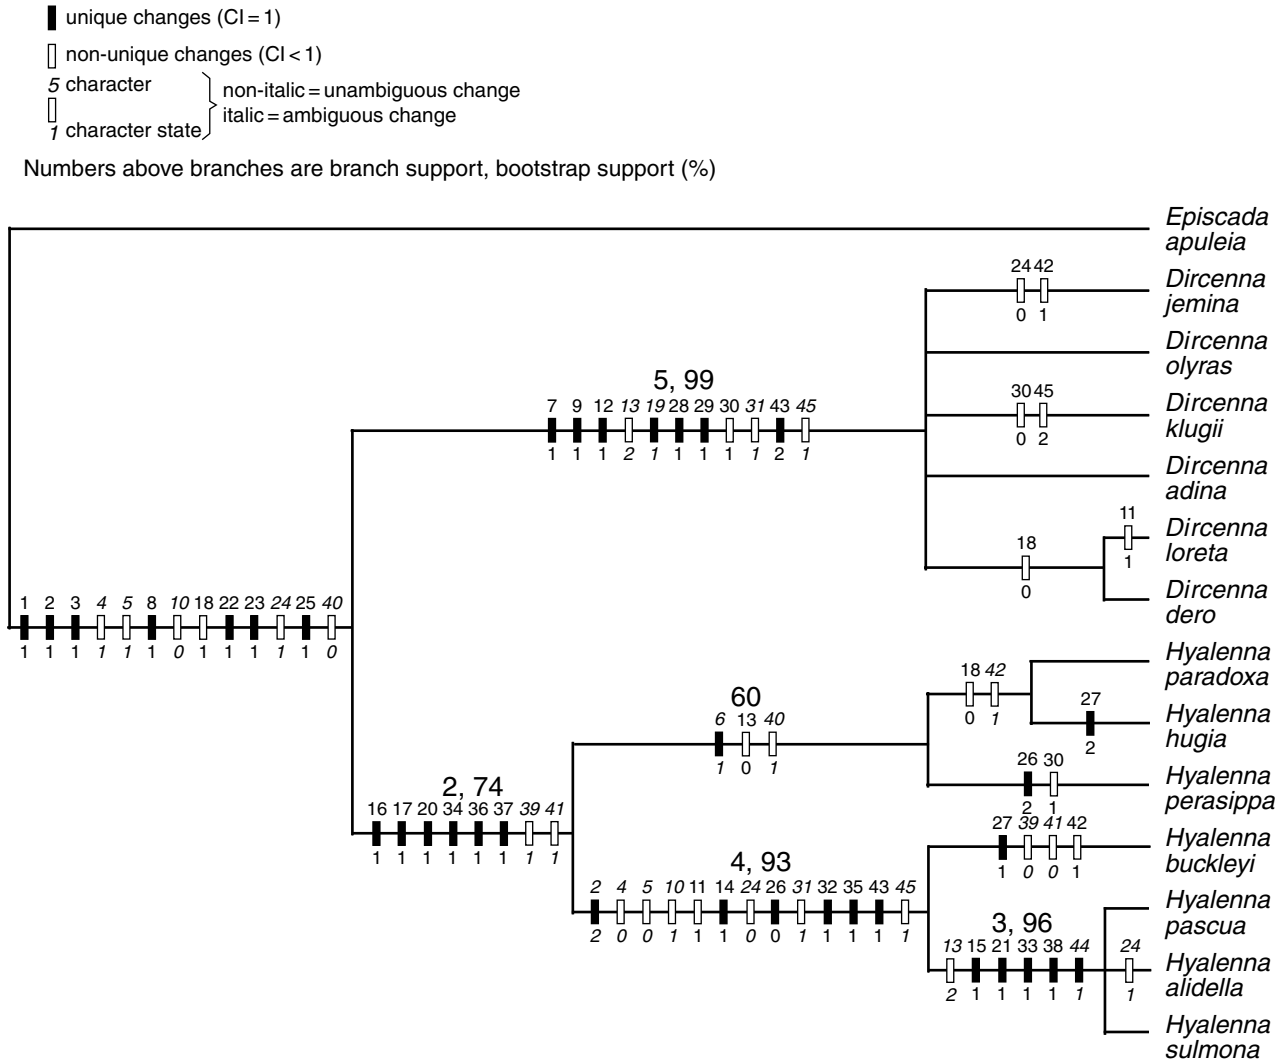 unique changes (CI = 1)
non-unique changes (CI < 1)
5 character
1 character state
non-italic = unambiguous change
italic = ambiguous change
Numbers above branches are branch support, bootstrap support (%)
Episcada
apuleia
24 42
0 1
Dircenna
jemina
Dircenna
olyras
5, 99
7 9 12 13 19 28 29 30 31 43 45
1 1 1 2 1 1 1 1 1 2 1
30 45
0 2
Dircenna
klugii
Dircenna
adina
11
1
Dircenna
loreta
18
0
Dircenna
dero
1 2 3 4 5 8 10 18 22 23 24 25 40
1 1 1 1 1 1 0 1 1 1 1 1 0
Hyalenna
paradoxa
18 42
0 1
27
2
Hyalenna
hugia
60
6 13 40
1 0 1
26 30
2 1
Hyalenna
perasippa
2, 74
16 17 20 34 36 37 39 41
1 1 1 1 1 1 1 1
27 39 41 42
1 0 0 1
Hyalenna
buckleyi
4, 93
2 4 5 10 11 14 24 26 31 32 35 43 45
2 0 0 1 1 1 0 0 1 1 1 1 1
Hyalenna
pascua
3, 96
13 15 21 33 38 44
2 1 1 1 1 1
24
1
Hyalenna
alidella
Hyalenna
sulmona